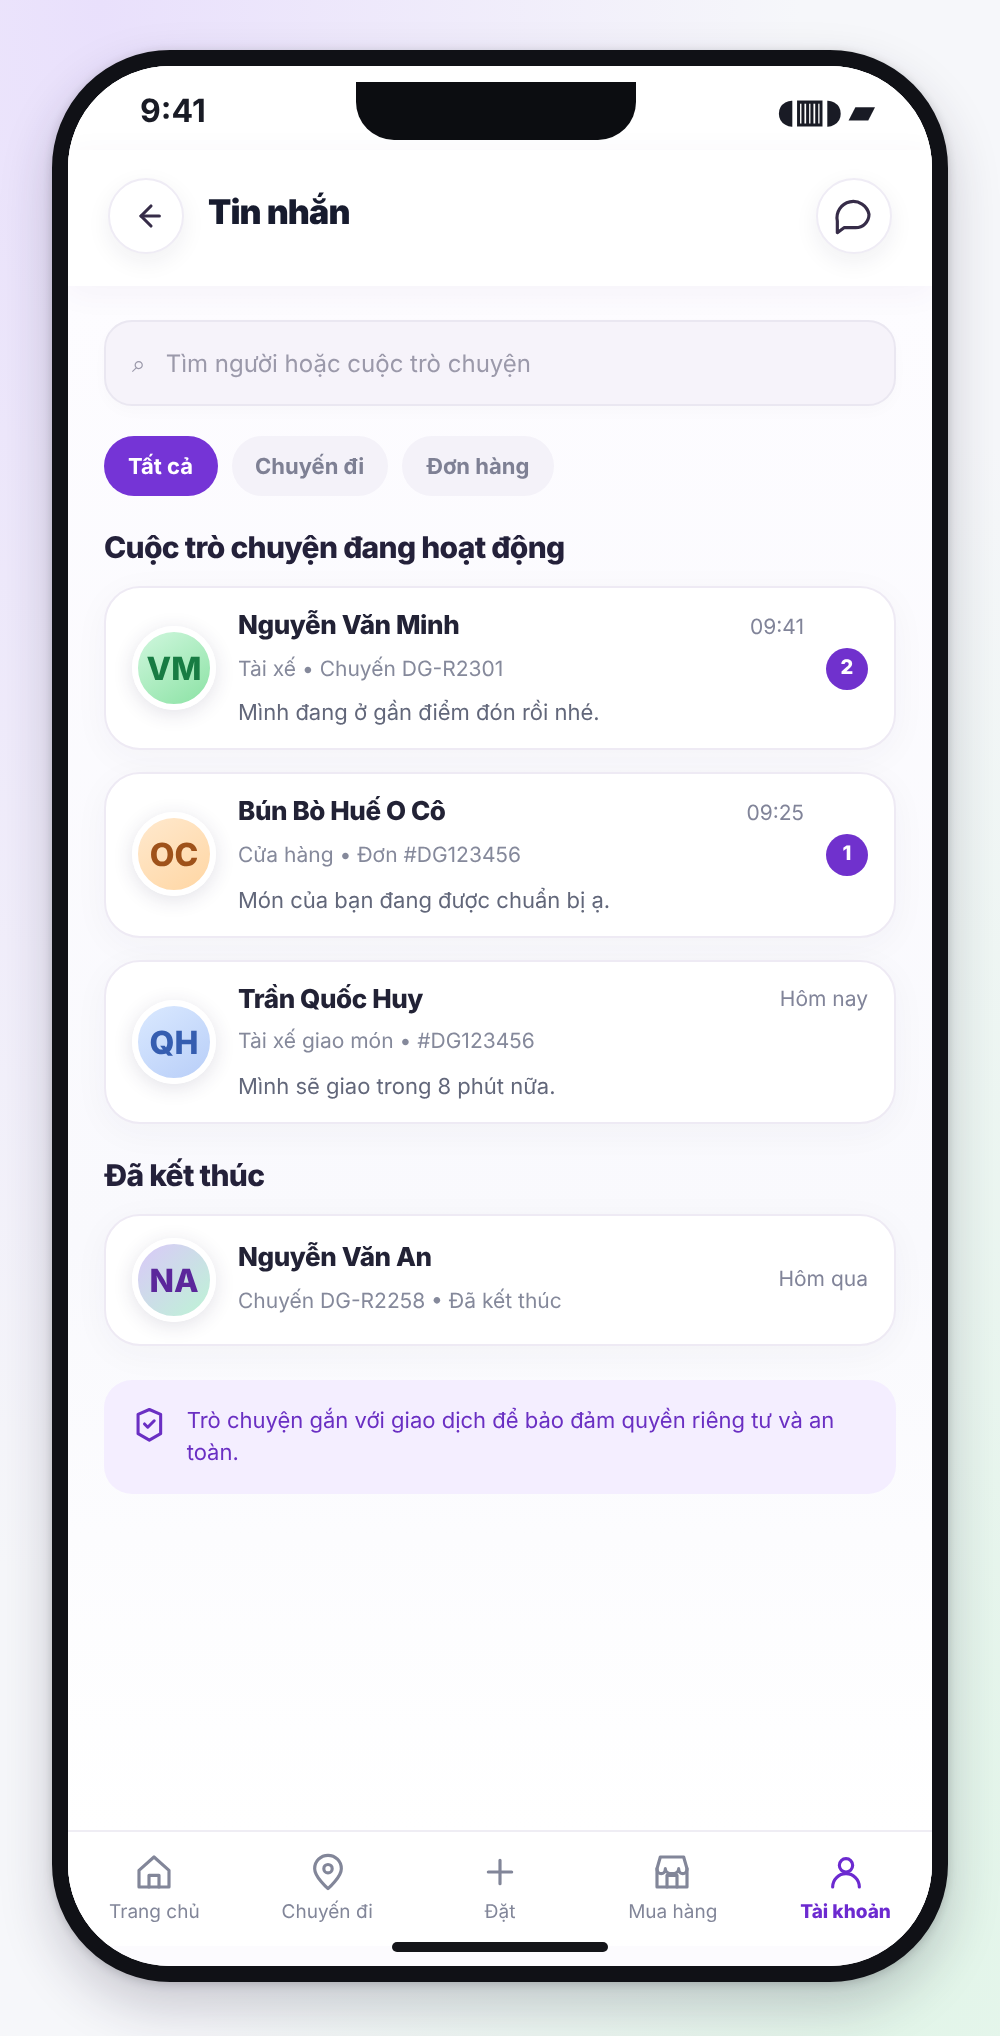 9:41
Tin nhắn
Tìm người hoặc cuộc trò chuyện
Tất cả
Chuyến đi
Đơn hàng
Cuộc trò chuyện đang hoạt động
VM
Nguyễn Văn Minh
09:41
Tài xế • Chuyến DG-R2301
2
Mình đang ở gần điểm đón rồi nhé.
OC
Bún Bò Huế O Cô
09:25
Cửa hàng • Đơn #DG123456
1
Món của bạn đang được chuẩn bị ạ.
QH
Trần Quốc Huy
Hôm nay
Tài xế giao món • #DG123456
Mình sẽ giao trong 8 phút nữa.
Đã kết thúc
NA
Nguyễn Văn An
Hôm qua
Chuyến DG-R2258 • Đã kết thúc
Trò chuyện gắn với giao dịch để bảo đảm quyền riêng tư và an
toàn.
Trang chủ
Chuyến đi
Đặt
Mua hàng
Tài khoản